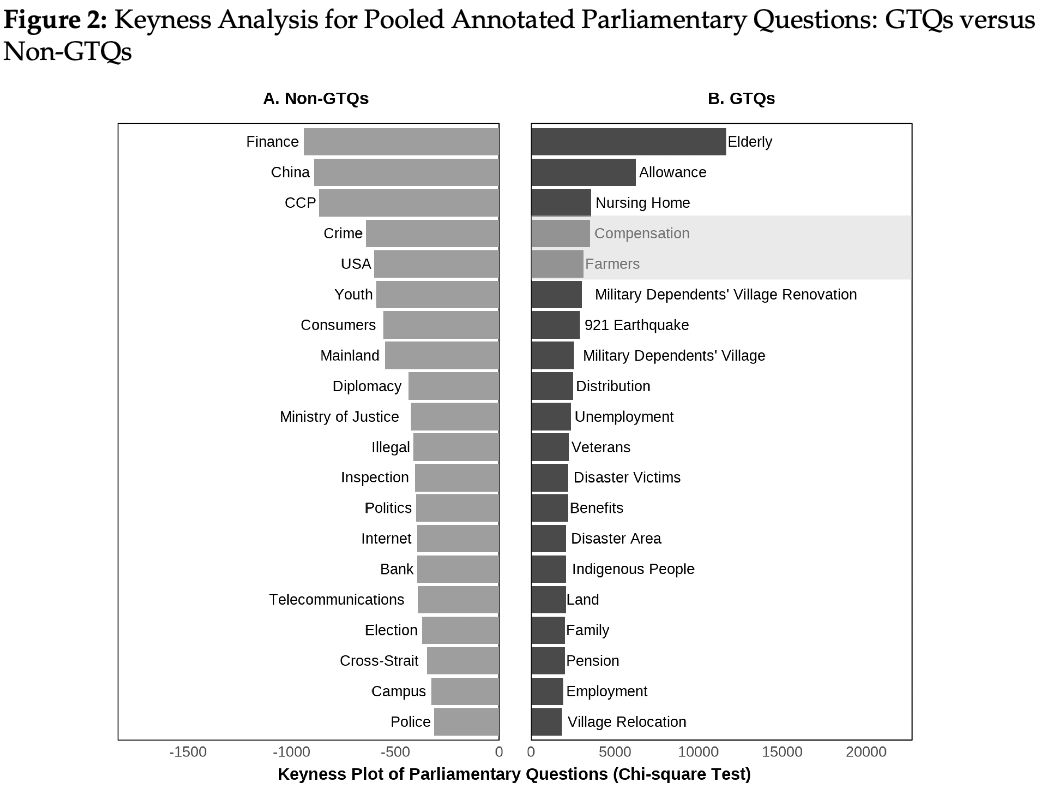 Figure 2: Keyness Analysis for Pooled Annotated Parliamentary Questions: GTQs versus
Non-GTQs
A. Non-GTQs
Finance
China
CCP
Crime
USA
Youth
Consumers
Mainland
Diplomacy
Ministry of Justice
Illegal
Inspection
Politics
Internet
Bank
Telecommunications
Election
Cross-Strait
Campus
Police
-1500 -1000 -500 0
B. GTQs
Elderly
Allowance
Nursing Home
Compensation
Farmers
Military Dependents' Village Renovation
921 Earthquake
Military Dependents' Village
Distribution
Unemployment
Veterans
Disaster Victims
Benefits
Disaster Area
Indigenous People
Land
Family
Pension
Employment
Village Relocation
0 5000 10000 15000 20000
Keyness Plot of Parliamentary Questions (Chi-square Test)